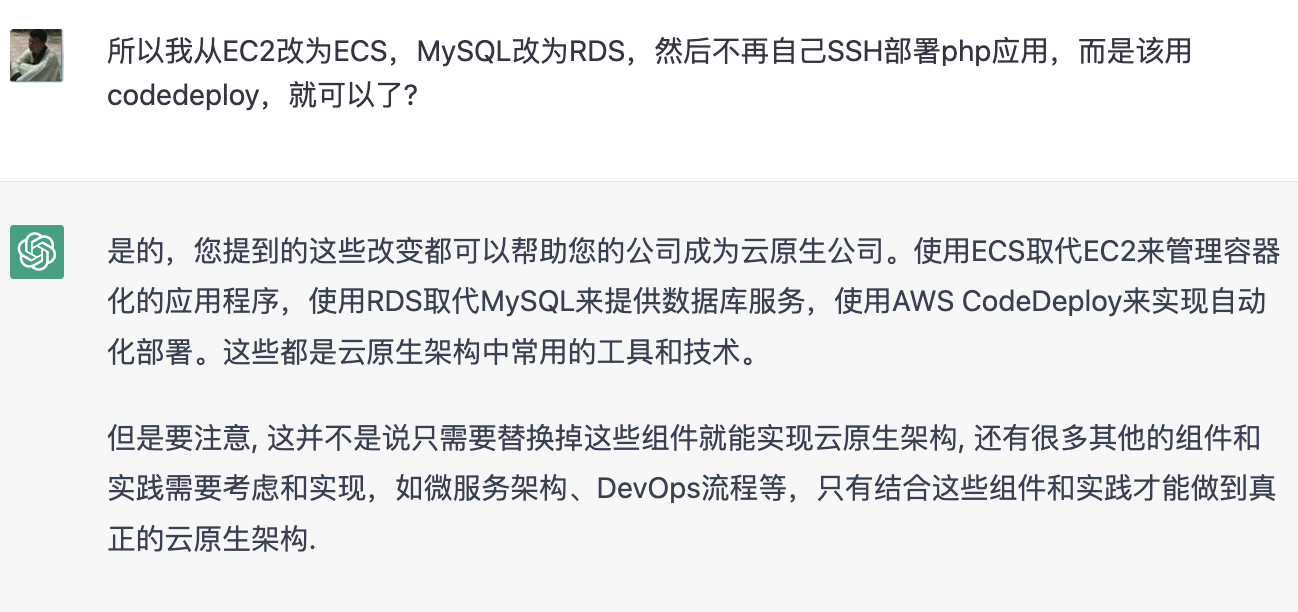 所以我从EC2改为ECS，MySQL改为RDS，然后不再自己SSH部署php应用，而是该用
codedeploy，就可以了?
是的，您提到的这些改变都可以帮助您的公司成为云原生公司。使用ECS取代EC2来管理容器
化的应用程序，使用RDS取代MySQL来提供数据库服务，使用AWS CodeDeploy来实现自动
化部署。这些都是云原生架构中常用的工具和技术。
但是要注意, 这并不是说只需要替换掉这些组件就能实现云原生架构, 还有很多其他的组件和
实践需要考虑和实现，如微服务架构、DevOps流程等，只有结合这些组件和实践才能做到真
正的云原生架构.